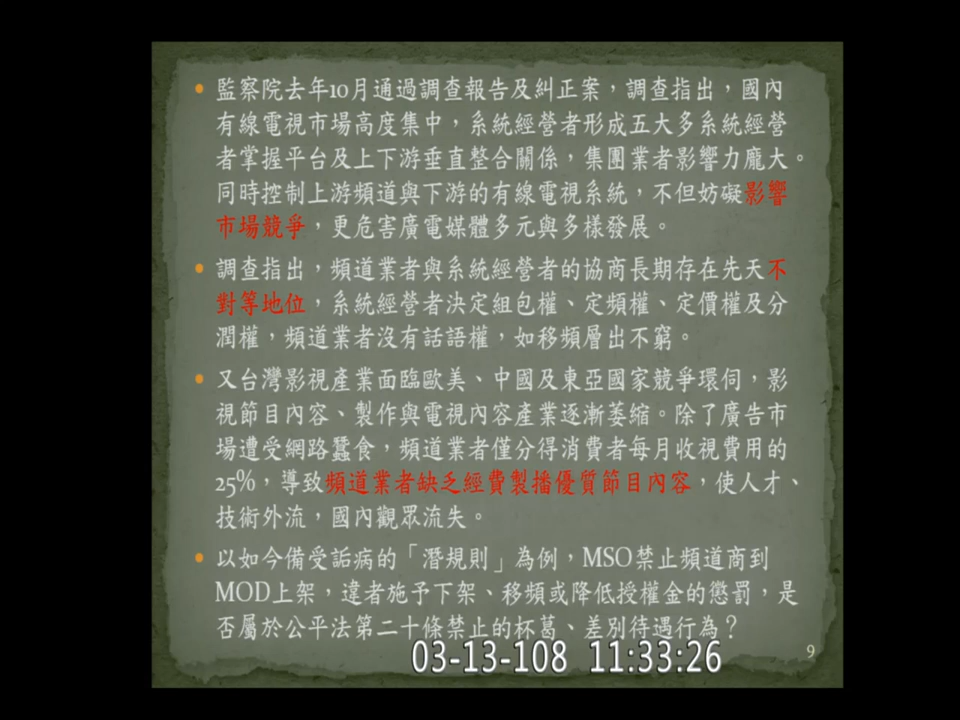 • 監察院去年10月通過調查報告及糾正案，調查指出，國內
有線電視市場高度集中，系統經營者形成五大多系統經營
者掌握平台及上下游垂直整合關係，集團業者影響力龐大。
同時控制上游頻道與下游的有線電視系統，不但妨礙影響
市場競爭，更危害廣電媒體多元與多樣發展。
• 調查指出，頻道業者與系統經營者的協商長期存在先天不
對等地位，系統經營者決定組包權、定頻權、定價權及分
潤權，頻道業者沒有話語權，如移頻層出不窮。
• 又台灣影視產業面臨歐美、中國及東亞國家競爭環伺，影
視節目內容、製作與電視內容產業逐漸萎縮。除了廣告市
場遭受網路蠶食，頻道業者僅分得消費者每月收視費用的
25%，導致頻道業者缺乏經費製播優質節目內容，使人才、
技術外流，國內觀眾流失。
• 以如今備受詬病的「潛規則」為例，MSO禁止頻道商到
MOD上架，違者施予下架、移頻或降低授權金的懲罰，是
否屬於公平法第二十條禁止的杯葛、差別待遇行為？
03-13-108 11:33:26
9